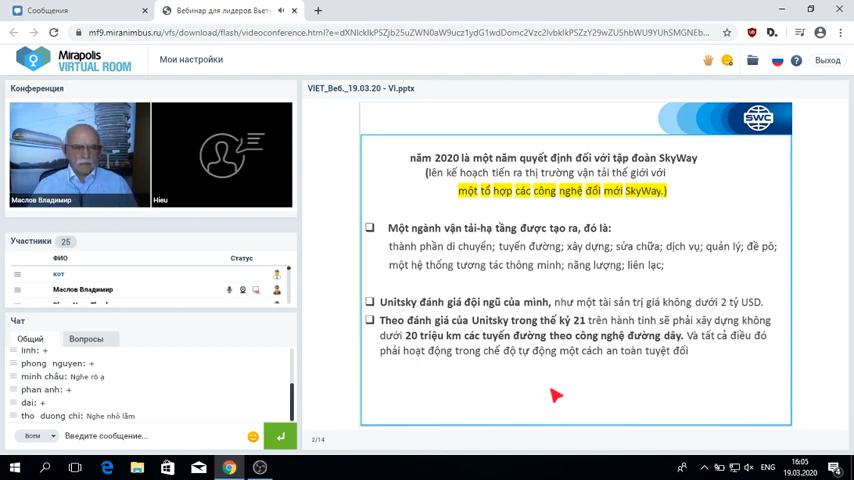 Сообщения
Вебинар для лидеров Вьет
mf9.miranimbus.ru/vfs/download/flash/videoconference.html?e=
Mirapolis
VIRTUAL ROOM
Мои настройки
Выход
Конференция
Маслов Владимир
Hieu
Участники 25
ФИО
Статус
кот
Маслов Владимир
Чат
Общий
Вопросы
linh: +
phong nguyen: +
minh châu: Nghe rõ ạ
phan anh: +
dai: +
tho duong chi: Nghe nhỏ lắm
Всем
Введите сообщение...
VIET_Веб._19.03.20 - VI.pptx
SWC
năm 2020 là một năm quyết định đối với tập đoàn SkyWay
(lên kế hoạch tiến ra thị trường vận tải thế giới với
một tổ hợp các công nghệ đổi mới SkyWay.)
Một ngành vận tải-hạ tầng được tạo ra, đó là:
thành phần di chuyển; tuyến đường; xây dựng; sửa chữa; dịch vụ; quản lý; đề pô;
một hệ thống tương tác thông minh; năng lượng; liên lạc;
Unitsky đánh giá đội ngũ của mình, như một tài sản trị giá không dưới 2 tỷ USD.
Theo đánh giá của Unitsky trong thế kỷ 21 trên hành tinh sẽ phải xây dựng không
dưới 20 triệu km các tuyến đường theo công nghệ đường dây. Và tất cả điều đó
phải hoạt động trong chế độ tự động một cách an toàn tuyệt đối
2/14
ENG
16:05
19.03.2020
4